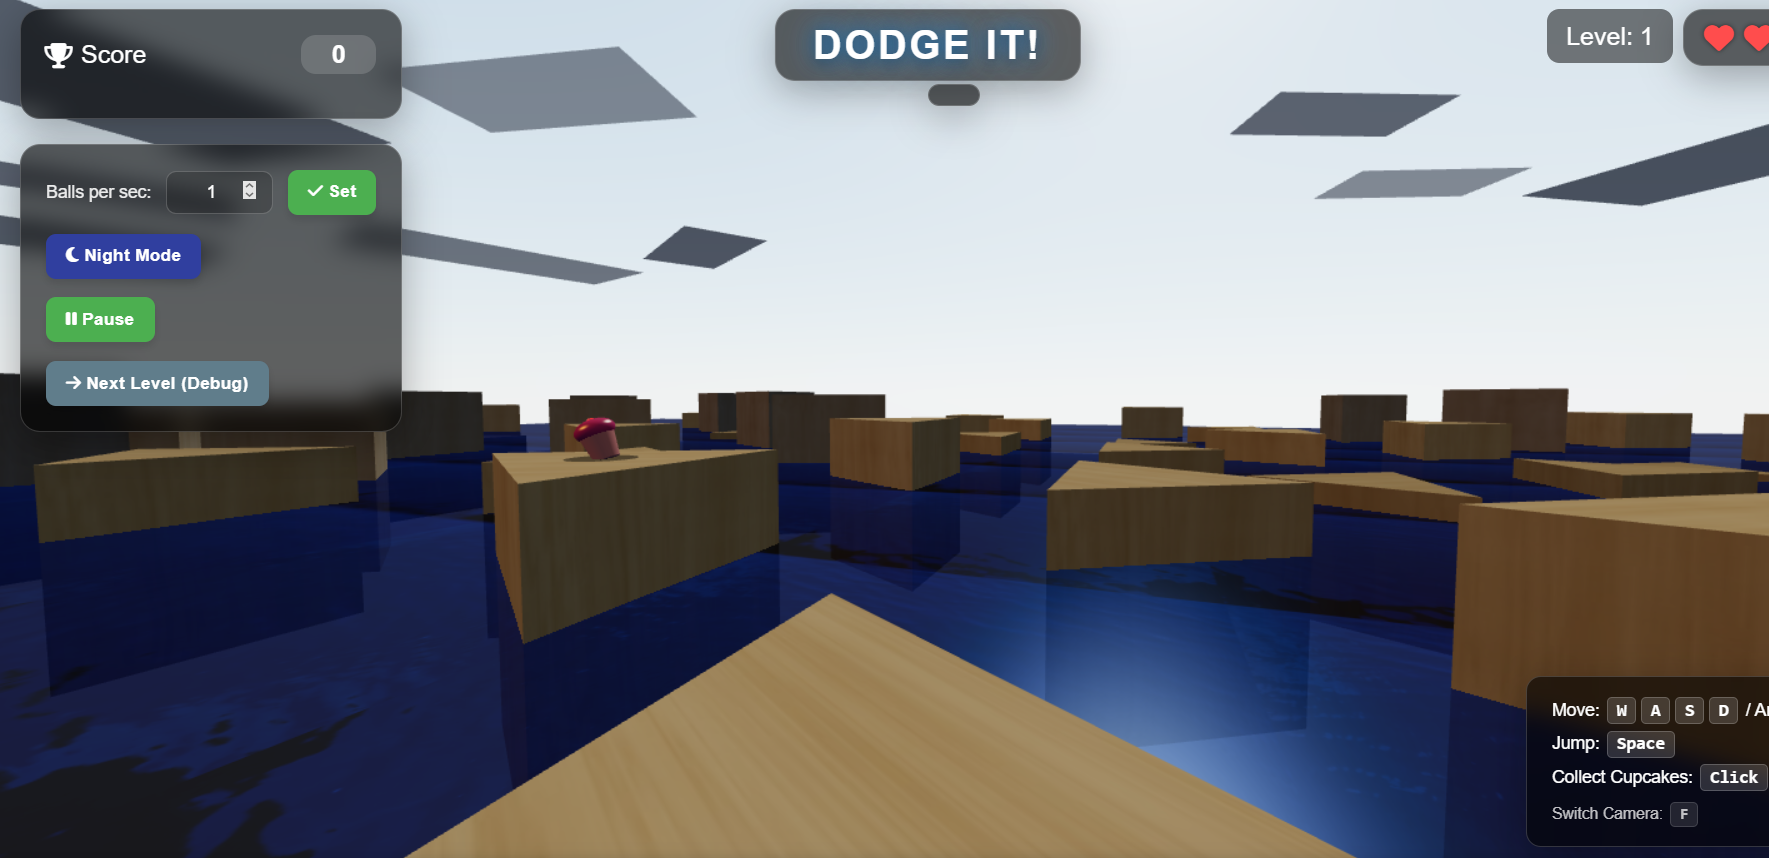 Score 0
DODGE IT!
Level: 1
Balls per sec: 1 Set
Night Mode
Pause
Next Level (Debug)
Move: W A S D /
Jump: Space
Collect Cupcakes: Click
Switch Camera: F